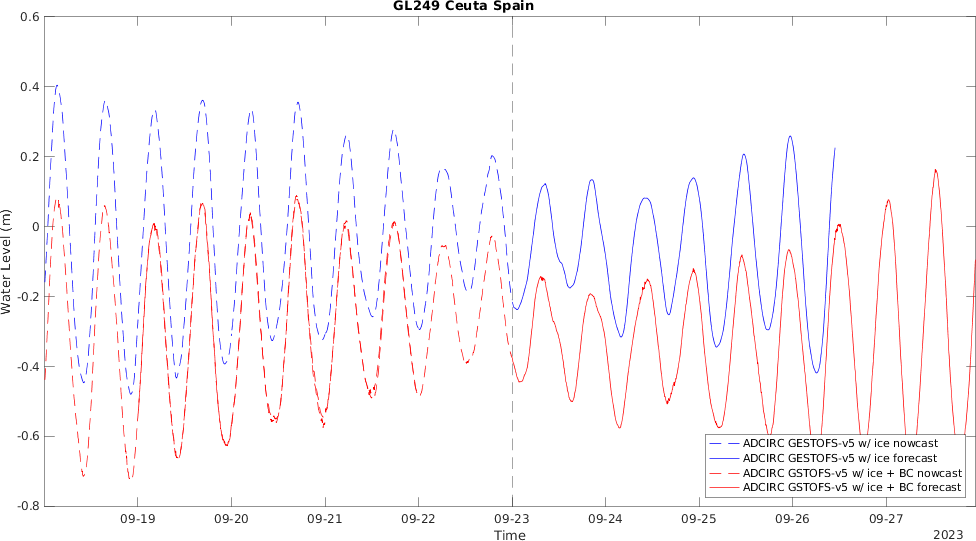 GL249 Ceuta Spain
Water Level (m)
0.6
0.4
0.2
0
-0.2
-0.4
-0.6
-0.8
09-19
09-20
09-21
09-22
09-23
09-24
09-25
09-26
09-27
Time
2023
ADCIRC GESTOFS-v5 w/ ice nowcast
ADCIRC GESTOFS-v5 w/ ice forecast
ADCIRC GSTOFS-v5 w/ ice + BC nowcast
ADCIRC GSTOFS-v5 w/ ice + BC forecast